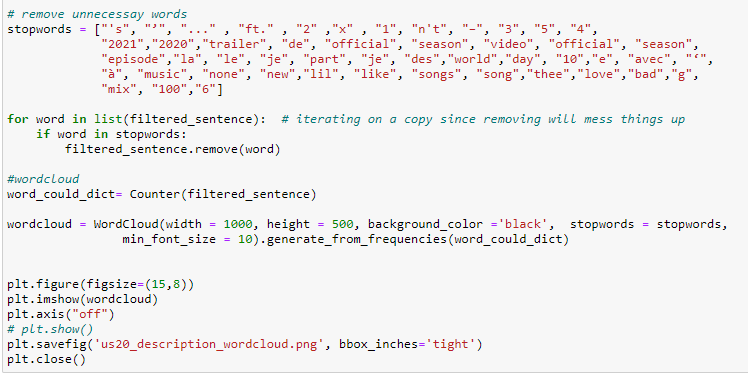 # remove unnecessay words
stopwords = ["'s", "’", "..." , "ft." , "2" ,"x" , "1", "n't", "-", "3", "5", "4",
"2021","2020","trailer", "de", "official", "season", "video", "official", "season",
"episode","la", "le", "je", "part", "je", "des","world","day", "10","e", "avec", "‘",
"à", "music", "none", "new","lil", "like", "songs", "song","thee","love","bad","g",
"mix", "100","6"]
for word in list(filtered_sentence):  # iterating on a copy since removing will mess things up
if word in stopwords:
filtered_sentence.remove(word)
#wordcloud
word_could_dict= Counter(filtered_sentence)
wordcloud = WordCloud(width = 1000, height = 500, background_color ='black',  stopwords = stopwords,
min_font_size = 10).generate_from_frequencies(word_could_dict)
plt.figure(figsize=(15,8))
plt.imshow(wordcloud)
plt.axis("off")
# plt.show()
plt.savefig('us20_description_wordcloud.png', bbox_inches='tight')
plt.close()